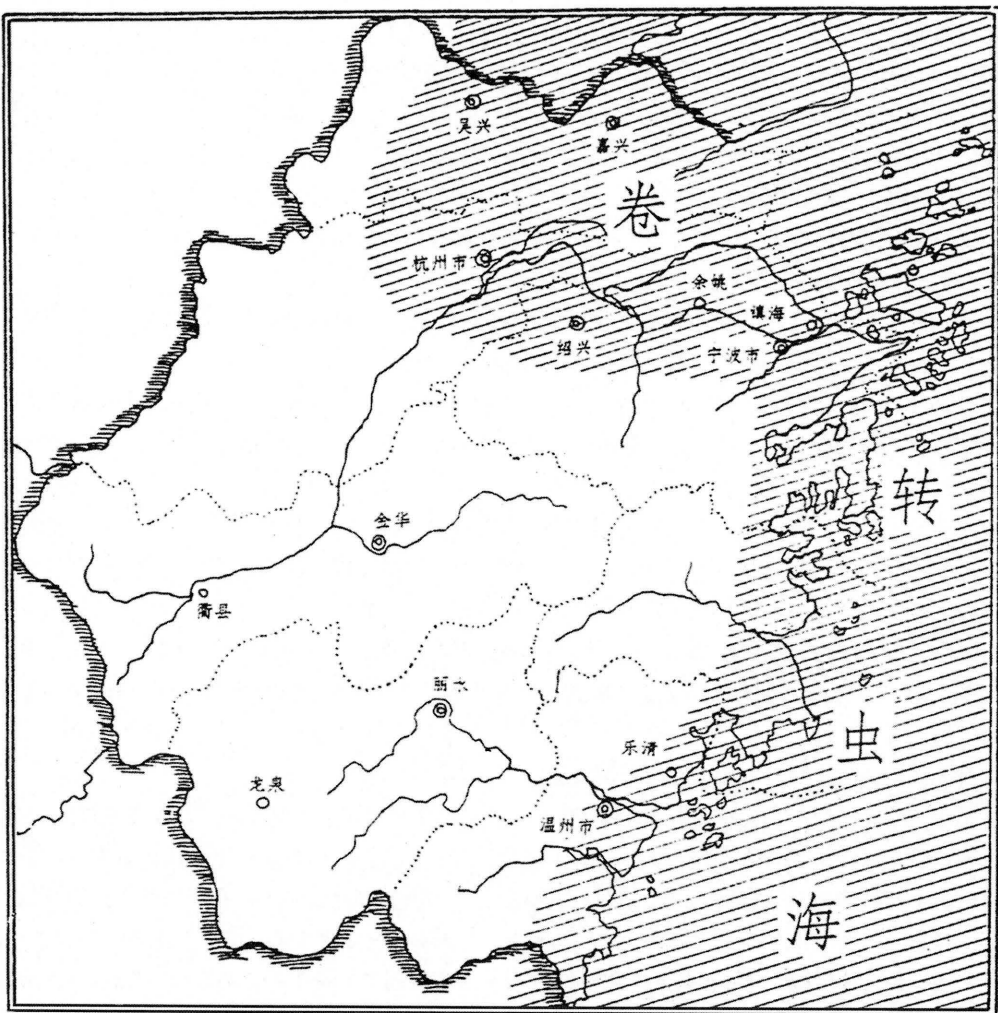 吴兴
嘉兴
卷
杭州市
余姚
镇海
绍兴
宁波市
转
金华
衢县
丽水
虫
乐清
龙泉
温州市
海